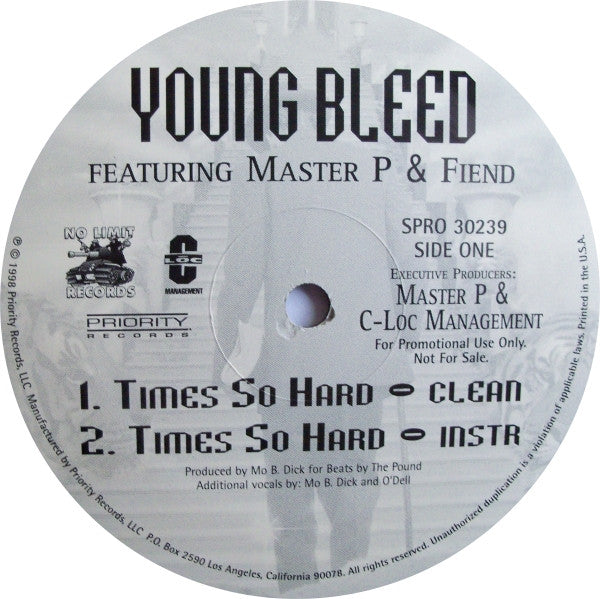 YOUNG BLEED
FEATURING MASTER P & FIEND
NO LIMIT
RECORDS
C
LOC
MANAGEMENT
PRIORITY
RECORDS
SPRO 30239
SIDE ONE
EXECUTIVE PRODUCERS:
MASTER P &
C-LOC MANAGEMENT
For Promotional Use Only.
Not For Sale.
1. TIMES SO HARD - CLEAN
2. TIMES SO HARD - INSTR
Produced by Mo B. Dick for Beats by The Pound
Additional vocals by: Mo B. Dick and O'Dell
℗ © 1998 Priority Records, LLC. Manufactured by Priority Records, LLC P.O. Box 2590 Los Angeles, California 90078. All rights reserved. Unauthorized duplication is a violation of applicable laws. Printed in the U.S.A.